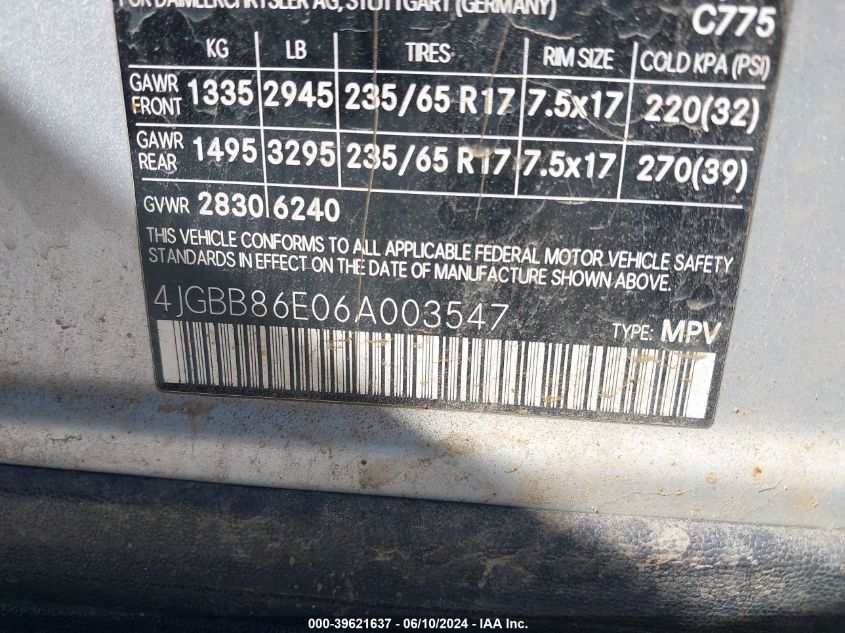 FOR DAIMLERCHRYSLER AG, STUTTGART (GERMANY)
C775
KG LB TIRES RIM SIZE COLD KPA (PSI)
GAWR FRONT 1335 2945 235/65 R17 7.5x17 220(32)
GAWR REAR 1495 3295 235/65 R17 7.5x17 270(39)
GVWR 2830 6240
THIS VEHICLE CONFORMS TO ALL APPLICABLE FEDERAL MOTOR VEHICLE SAFETY
STANDARDS IN EFFECT ON THE DATE OF MANUFACTURE SHOWN ABOVE.
4JGBB86E06A003547
TYPE: MPV
000-39621637 - 06/10/2024 - IAA Inc.